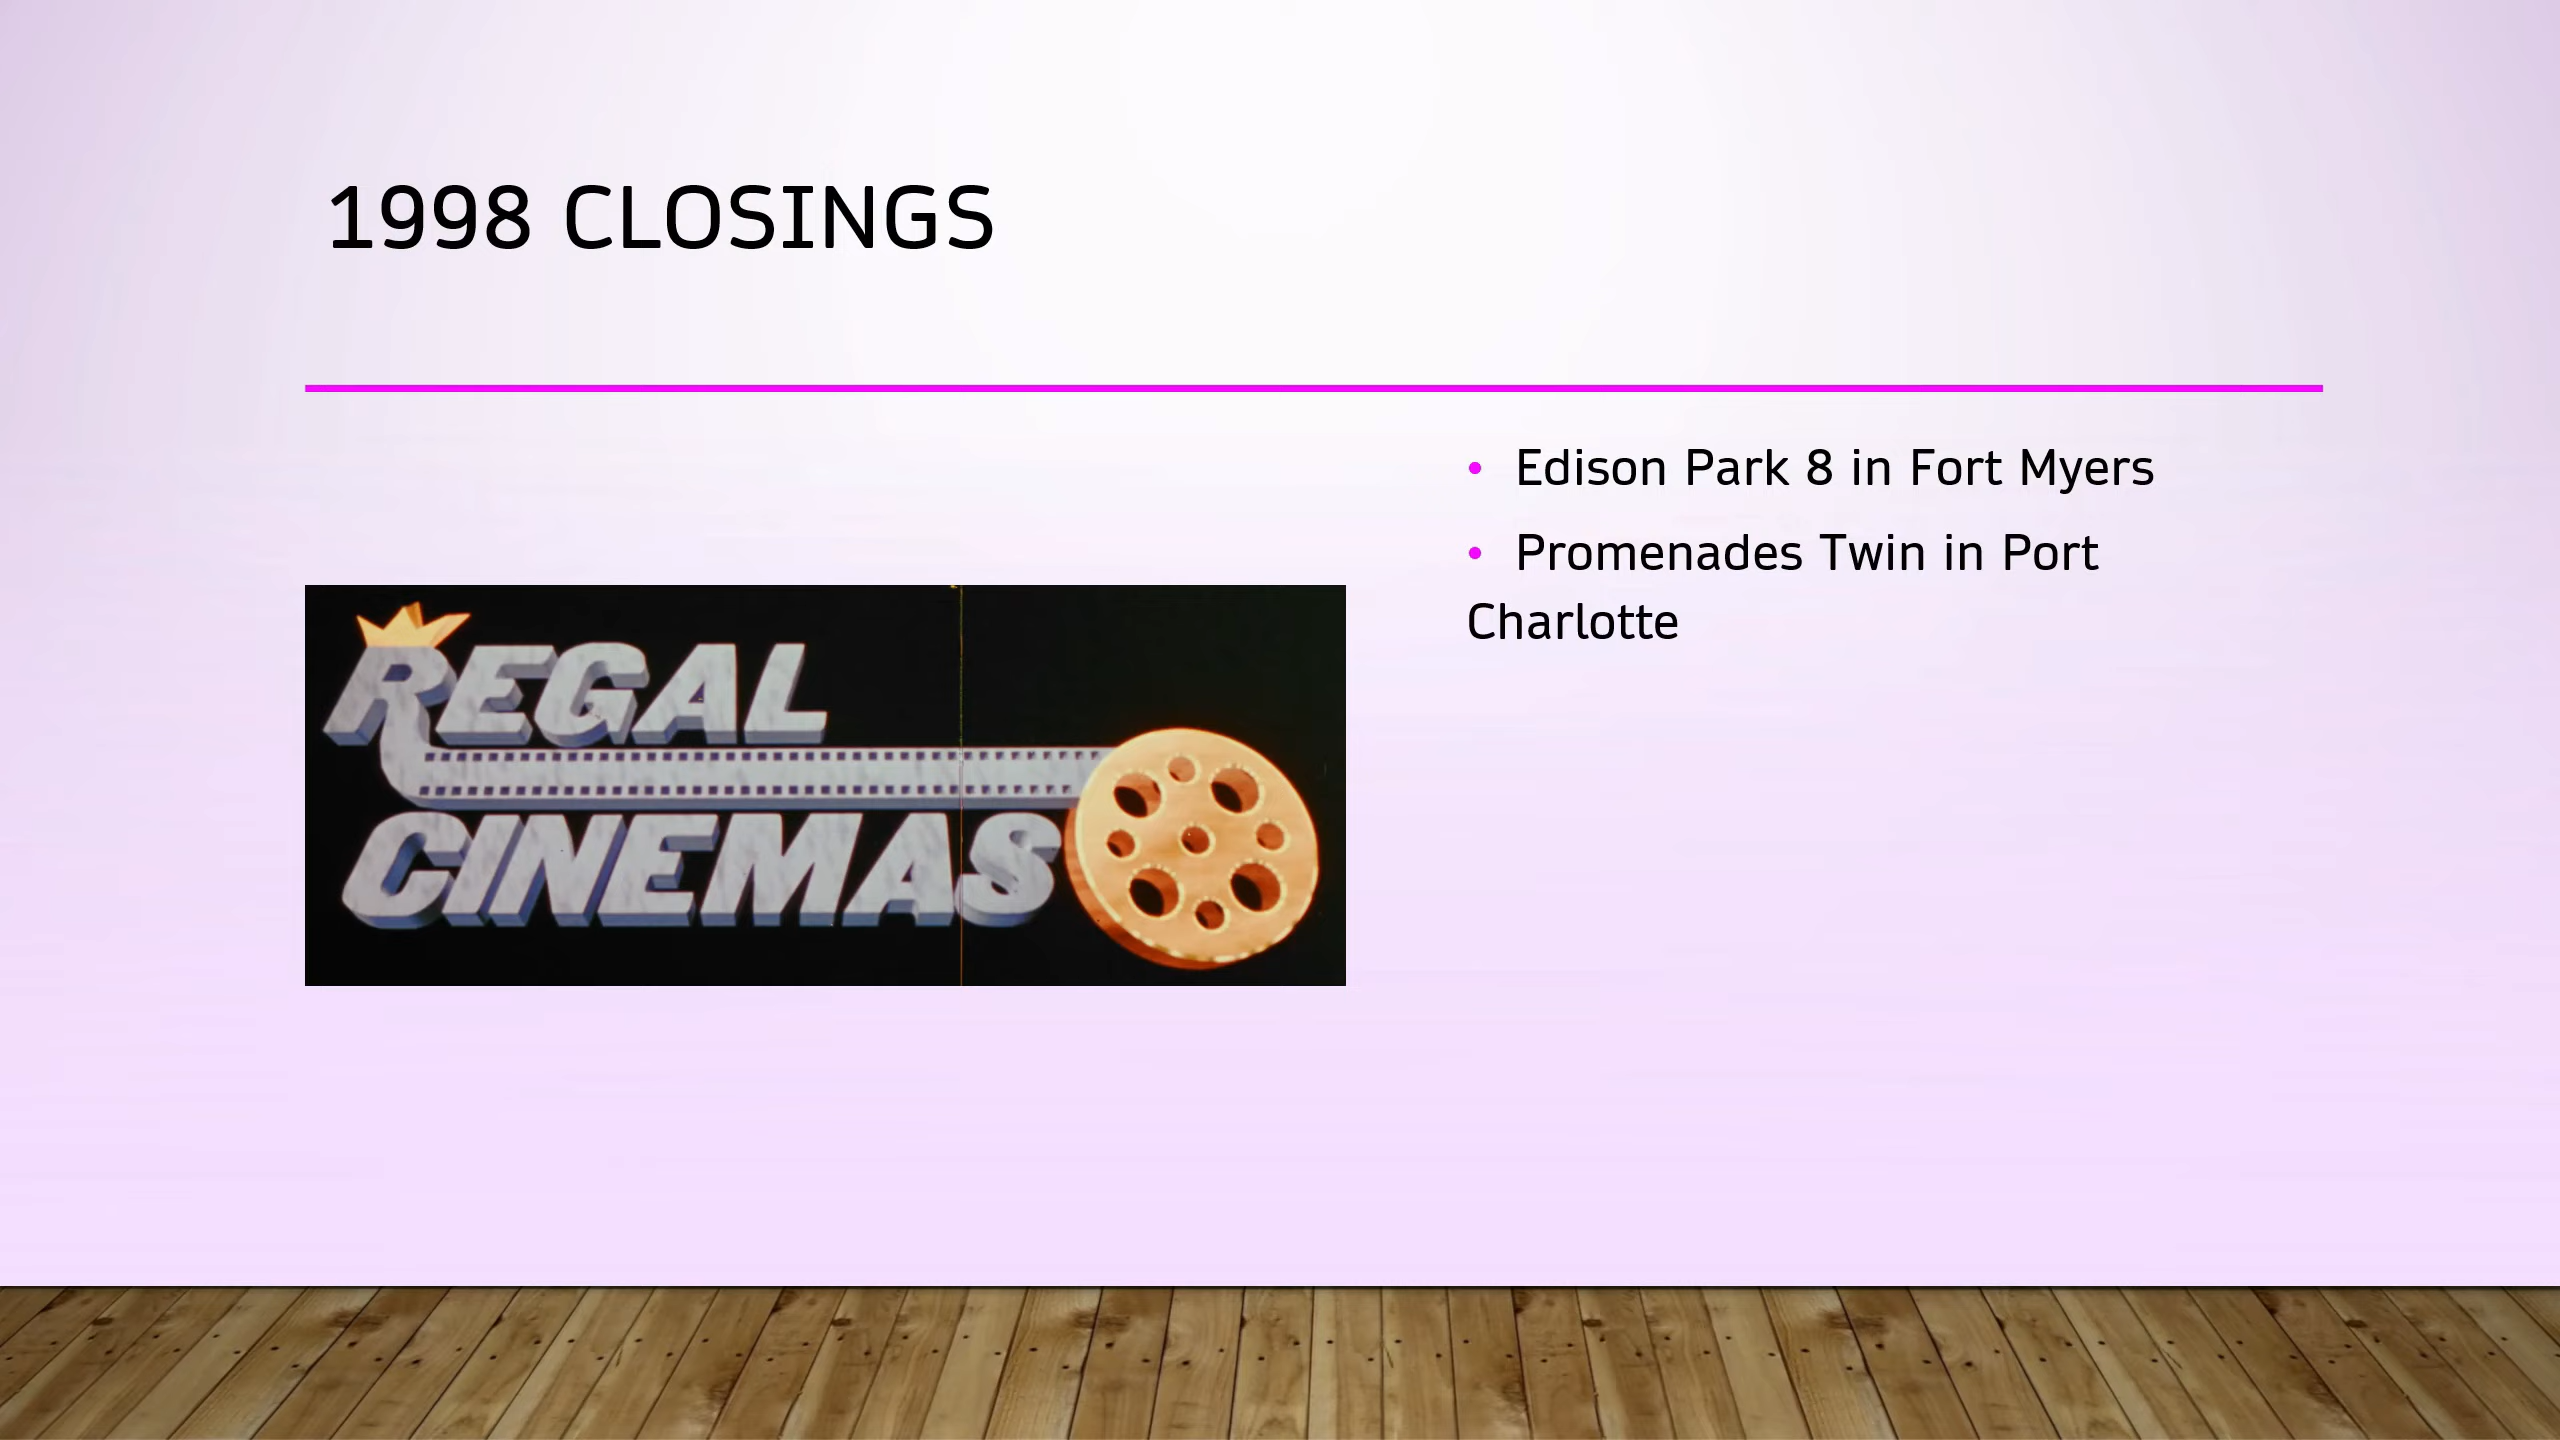 1998 CLOSINGS
REGAL
CINEMAS
• Edison Park 8 in Fort Myers
• Promenades Twin in Port
Charlotte